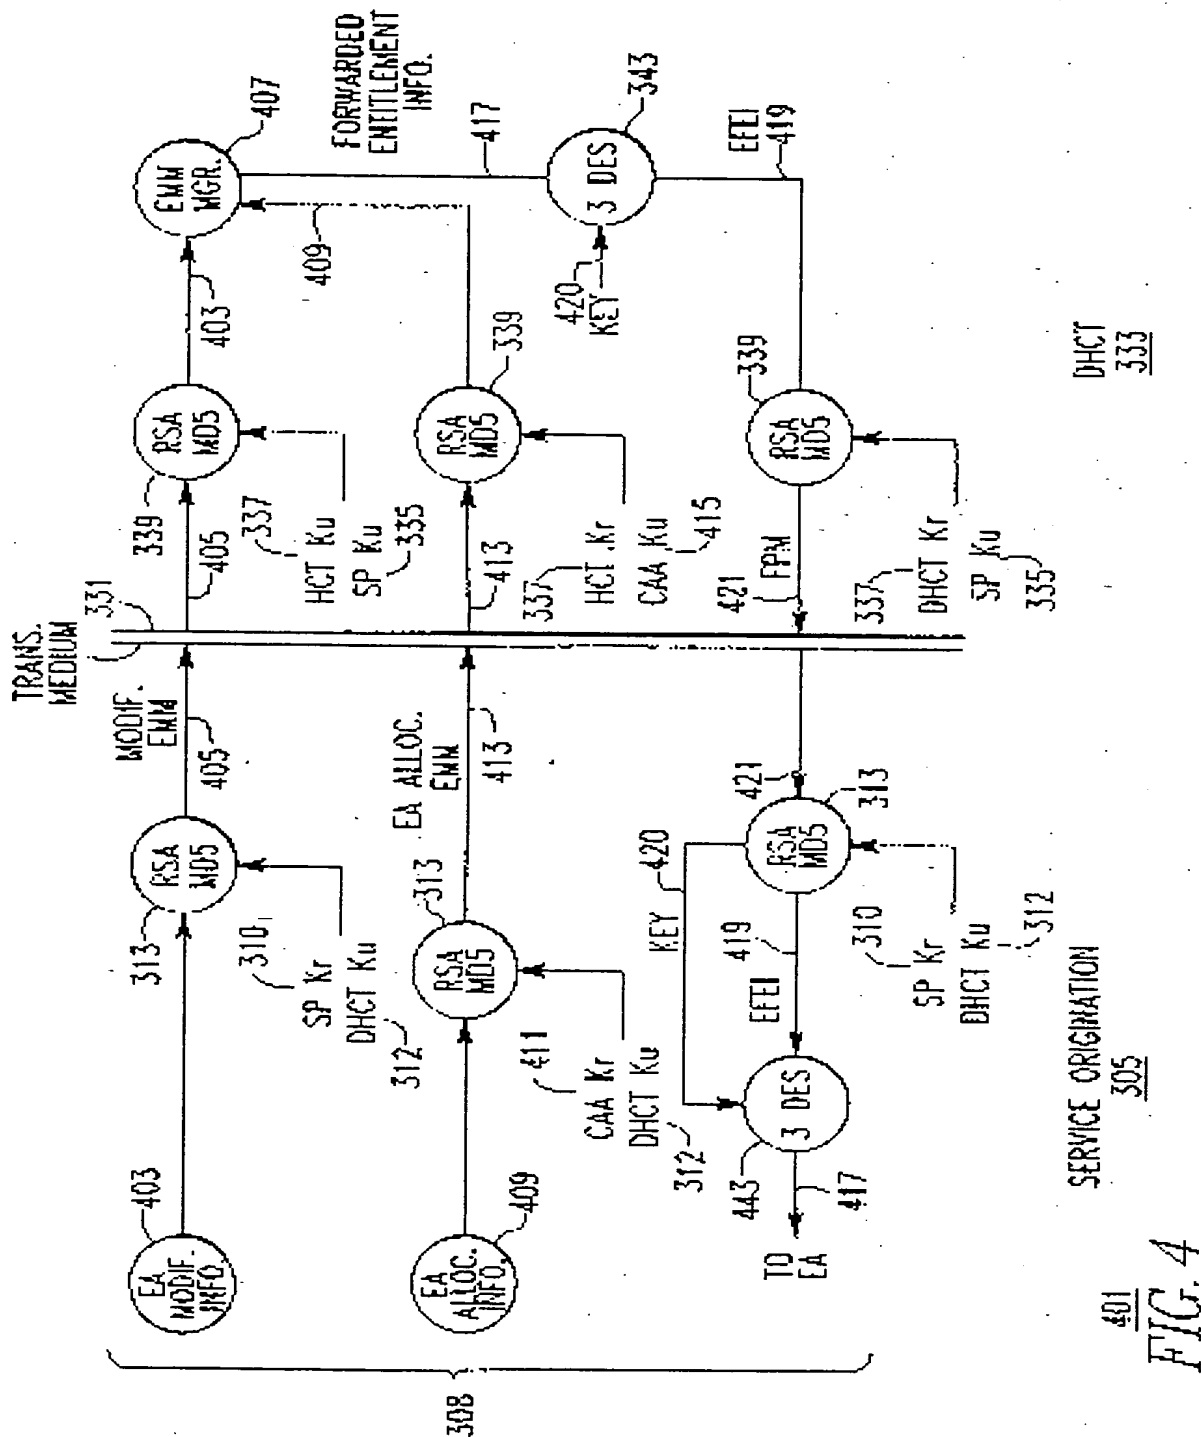 TRANS.
MEDIUM
331
EA
MODIF.
INFO
403
313
RSA
MD5
310
SP Kr
DHCT Ku
312
MODIF.
EMM
405
405
339
RSA
MD5
337
HCT Ku
SP Ku
335
403
EMM
MGR.
407
409
FORWARDED
ENTITLEMENT
INFO.
417
308
EA
ALLOC.
INFO.
409
RSA
MD5
313
411
CAA Kr
DHCT Ku
312
EA ALLOC.
EMM
413
413
RSA
MD5
339
337
HCT Kr
CAA Ku
415
420
KEY
3 DES
343
EFEI
419
TO
EA
417
443
3 DES
KEY
420
EFEI
419
RSA
MD5
313
421
310
SP Kr
DHCT Ku
312
421
FPM
RSA
MD5
339
337
DHCT Kr
SP Ku
335
SERVICE ORIGINATION
305
DHCT
333
401
FIG. 4